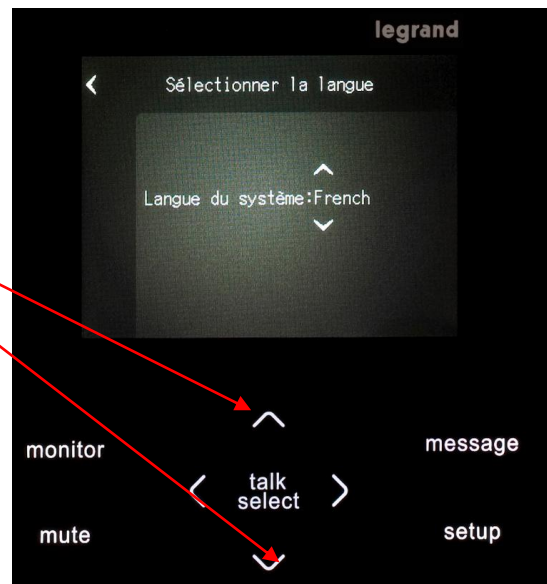 legrand
Sélectionner la langue
Langue du système:French
monitor
message
talk
select
mute
setup